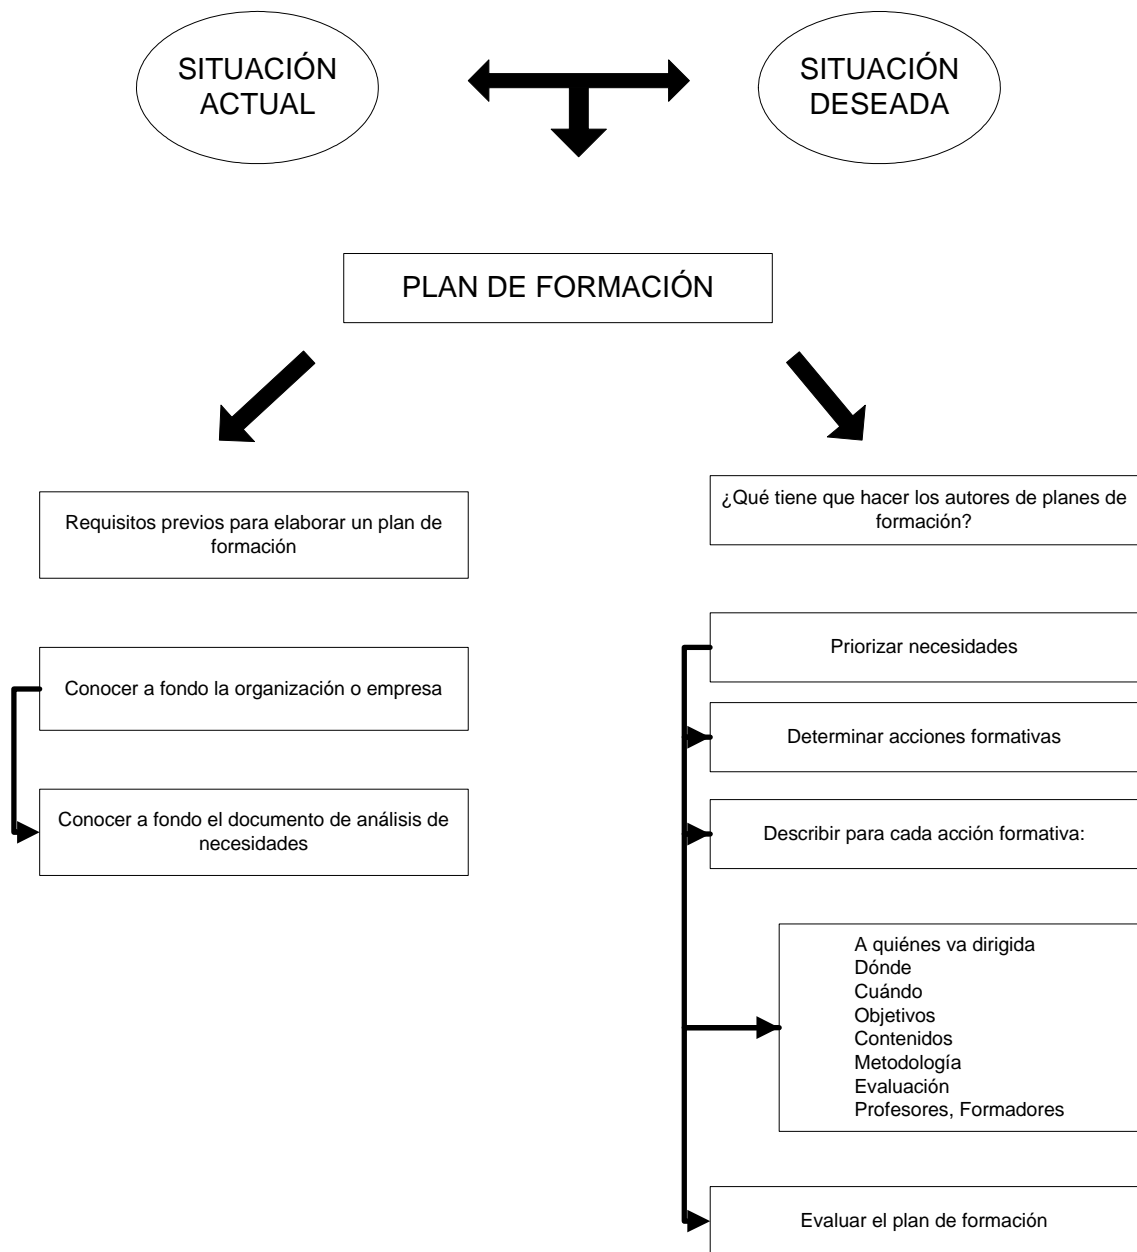 SITUACIÓN
ACTUAL
SITUACIÓN
DESEADA
PLAN DE FORMACIÓN
Requisitos previos para elaborar un plan de
formación
Conocer a fondo la organización o empresa
Conocer a fondo el documento de análisis de
necesidades
¿Qué tiene que hacer los autores de planes de
formación?
Priorizar necesidades
Determinar acciones formativas
Describir para cada acción formativa:
A quiénes va dirigida
Dónde
Cuándo
Objetivos
Contenidos
Metodología
Evaluación
Profesores, Formadores
Evaluar el plan de formación